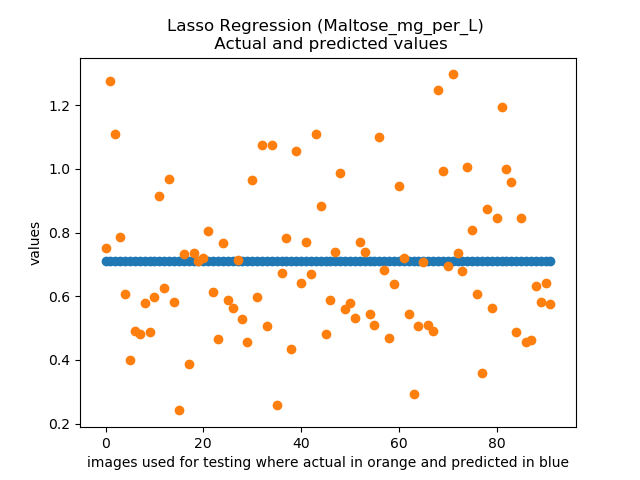 Lasso Regression (Maltose_mg_per_L)
Actual and predicted values
1.2
1.0
0.8
0.6
0.4
0.2
values
0 20 40 60 80
images used for testing where actual in orange and predicted in blue